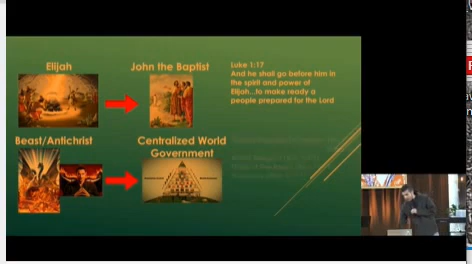 Elijah
John the Baptist
Luke 1:17
And he shall go before him in
the spirit and power of
Elijah...to make ready a
people prepared for the Lord
Beast/Antichrist
Centralized World
Government